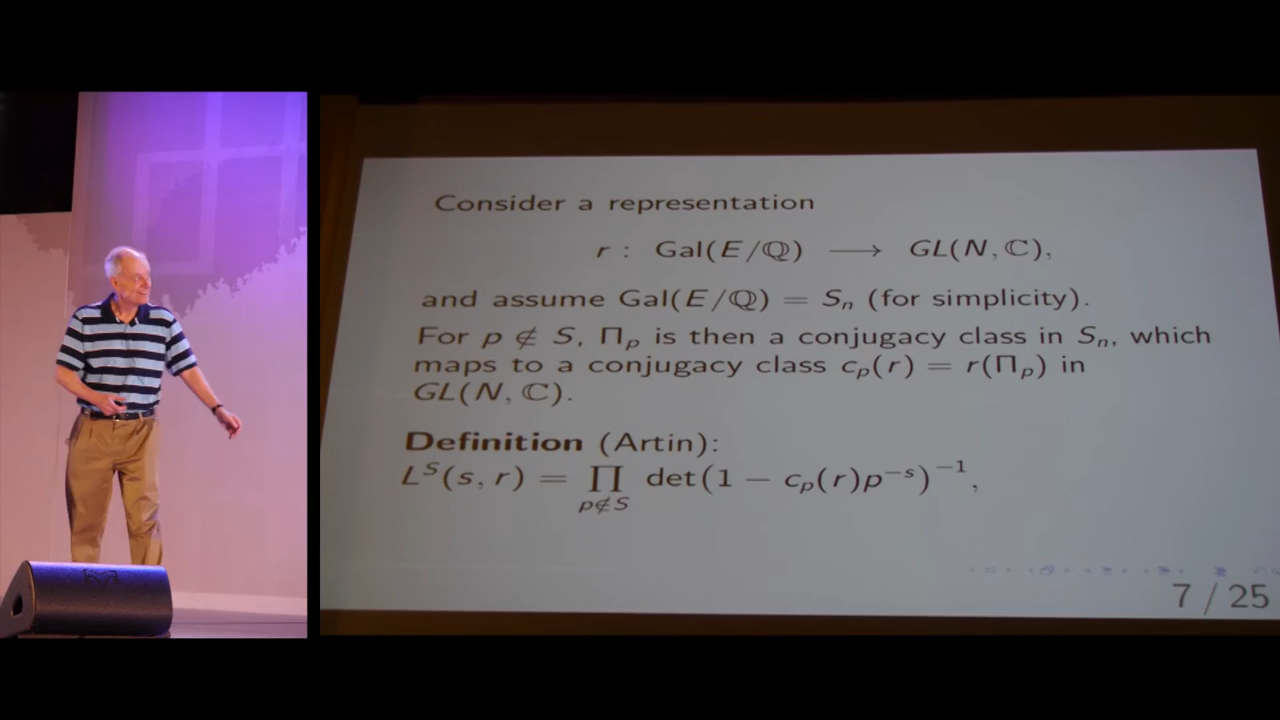 Consider a representation
r : Gal(E/ℚ) ⟶ GL(N, ℂ),
and assume Gal(E/ℚ) = Sₙ (for simplicity).
For p ∉ S, Πₚ is then a conjugacy class in Sₙ, which
maps to a conjugacy class cₚ(r) = r(Πₚ) in
GL(N, ℂ).
Definition (Artin):
Lˢ(s, r) = ∏ det(1 − cₚ(r)p⁻ˢ)⁻¹,
p∉S
7 / 25